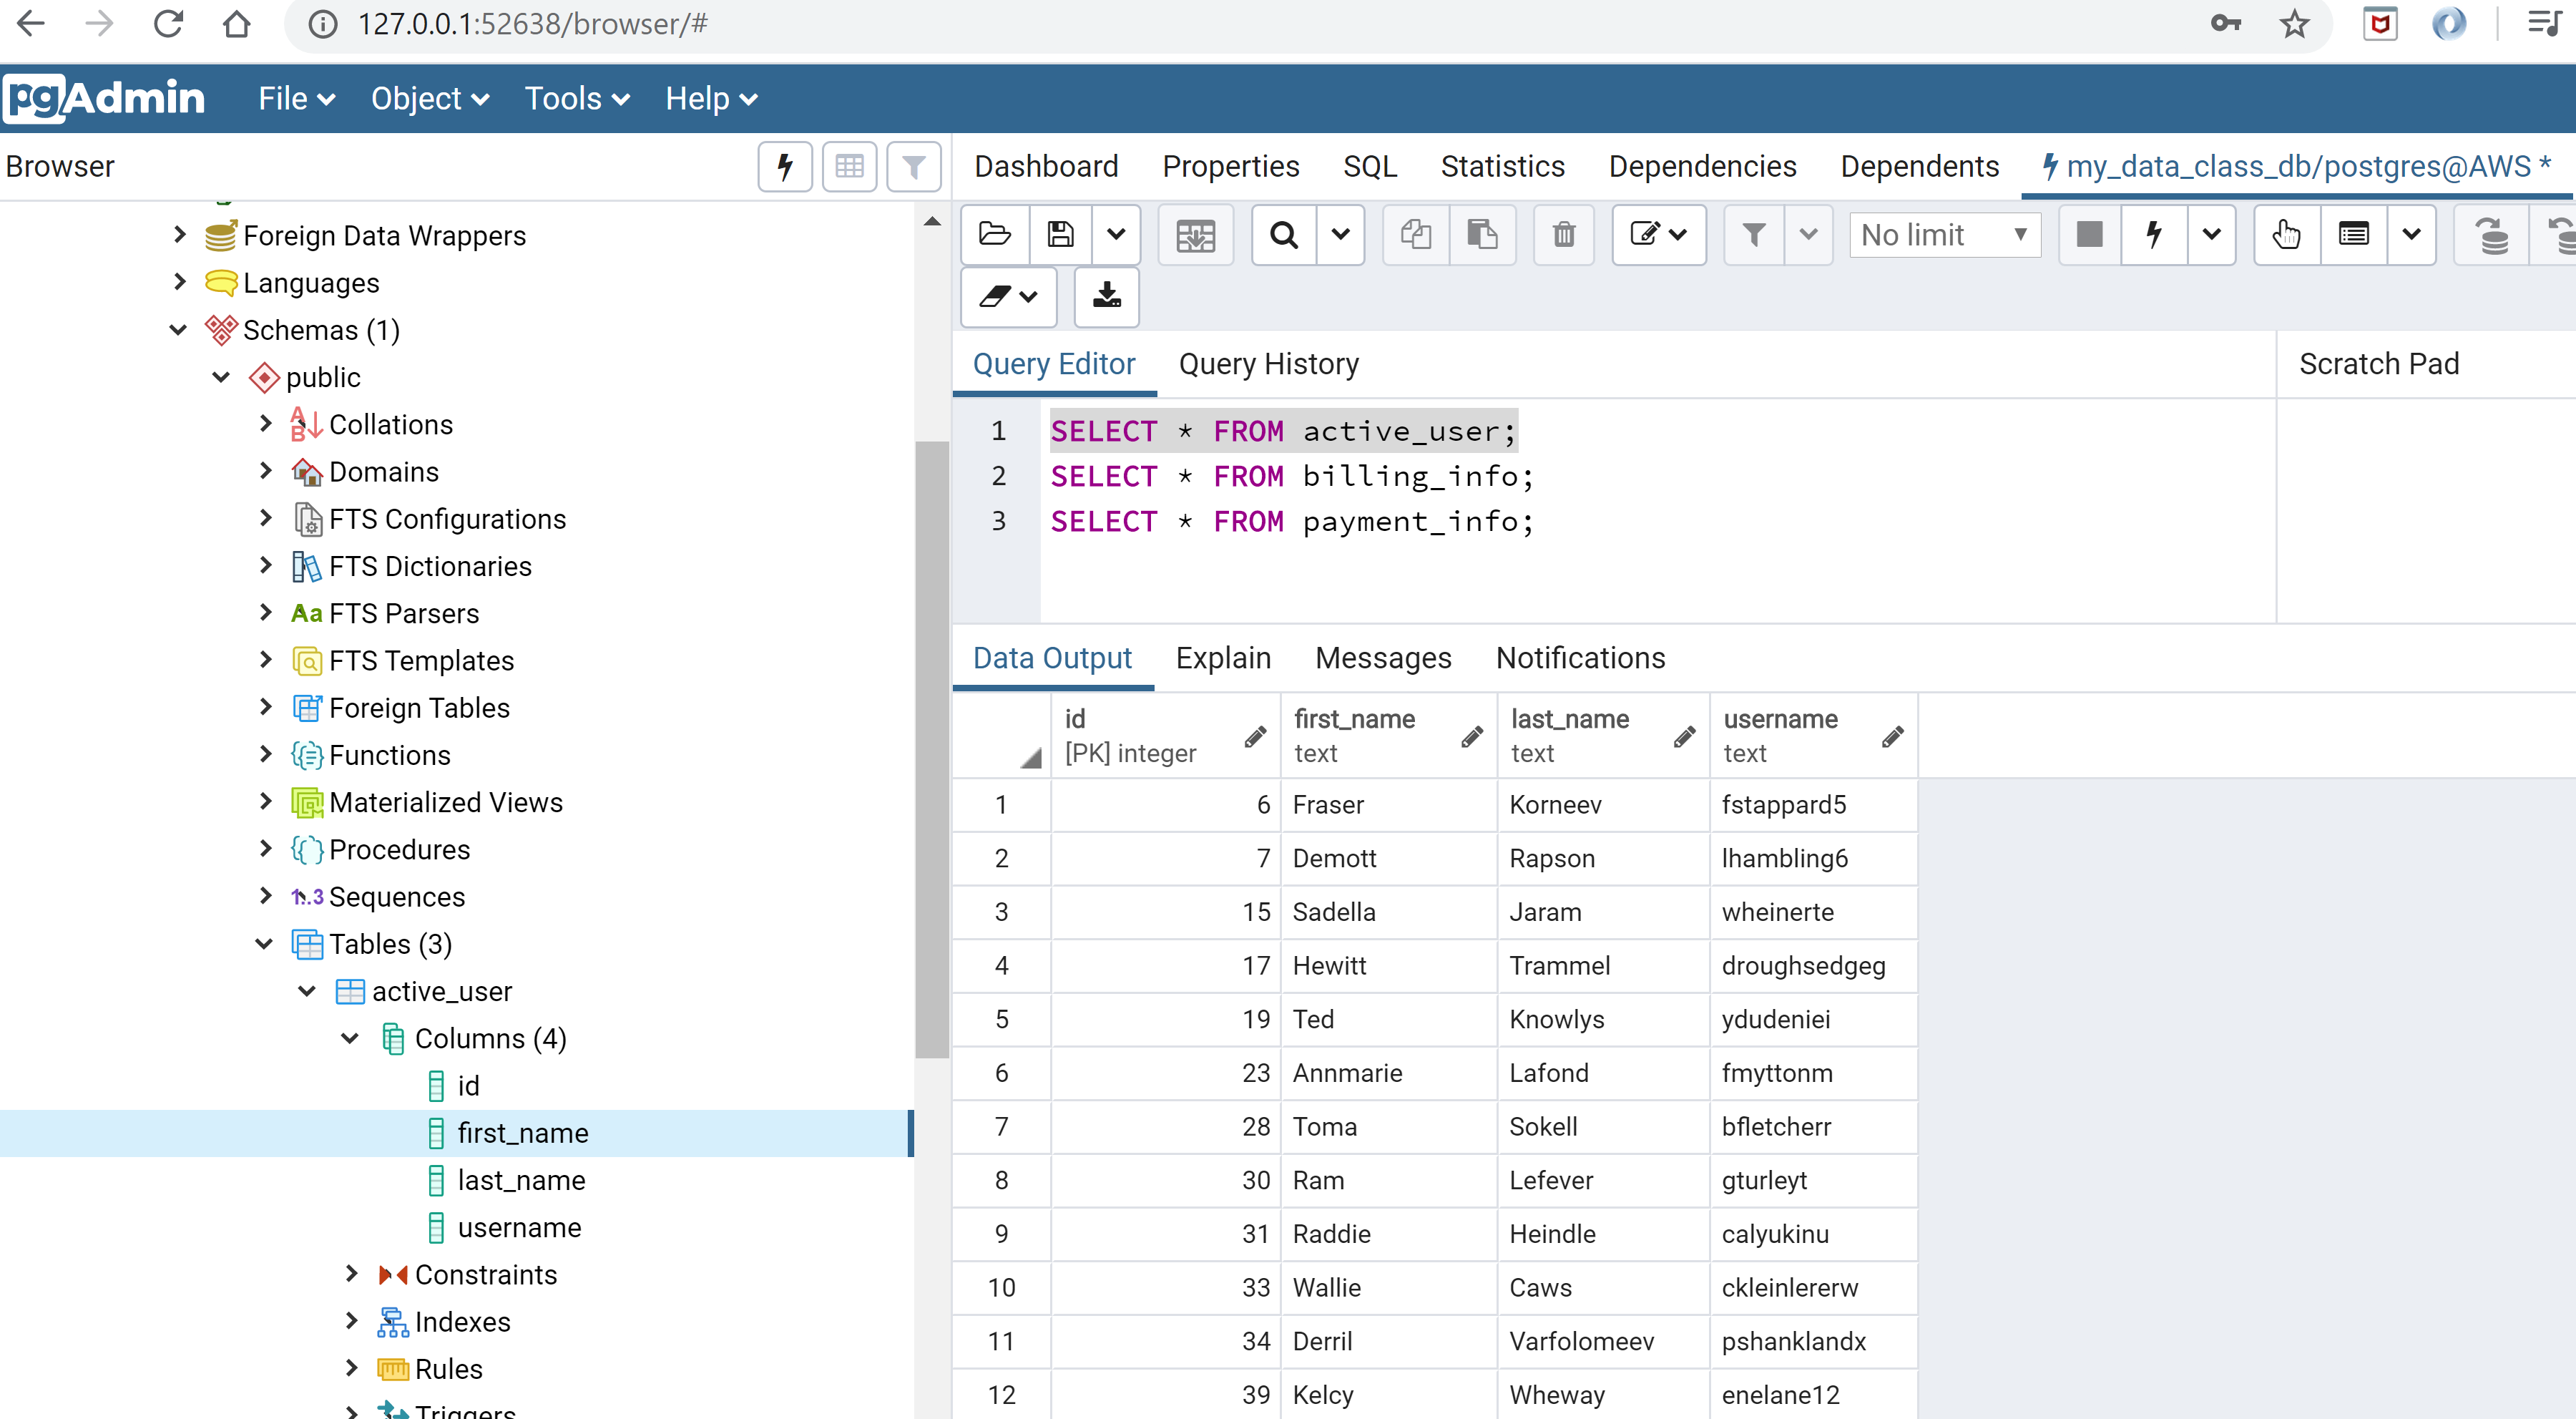 127.0.0.1:52638/browser/#
pgAdmin File Object Tools Help
Browser
Dashboard Properties SQL Statistics Dependencies Dependents my_data_class_db/postgres@AWS *
Foreign Data Wrappers
Languages
Schemas (1)
public
Collations
Domains
FTS Configurations
FTS Dictionaries
FTS Parsers
FTS Templates
Foreign Tables
Functions
Materialized Views
Procedures
1..3 Sequences
Tables (3)
active_user
Columns (4)
id
first_name
last_name
username
Constraints
Indexes
Rules
Triggers
No limit
Query Editor Query History Scratch Pad
1 SELECT * FROM active_user;
2 SELECT * FROM billing_info;
3 SELECT * FROM payment_info;
Data Output Explain Messages Notifications
id first_name last_name username
[PK] integer text text text
1 6 Fraser Korneev fstappard5
2 7 Demott Rapson lhambling6
3 15 Sadella Jaram wheinerte
4 17 Hewitt Trammel droughsedgeg
5 19 Ted Knowlys ydudeniei
6 23 Annmarie Lafond fmyttonm
7 28 Toma Sokell bfletcherr
8 30 Ram Lefever gturleyt
9 31 Raddie Heindle calyukinu
10 33 Wallie Caws ckleinlererw
11 34 Derril Varfolomeev pshanklandx
12 39 Kelcy Wheway enelane12